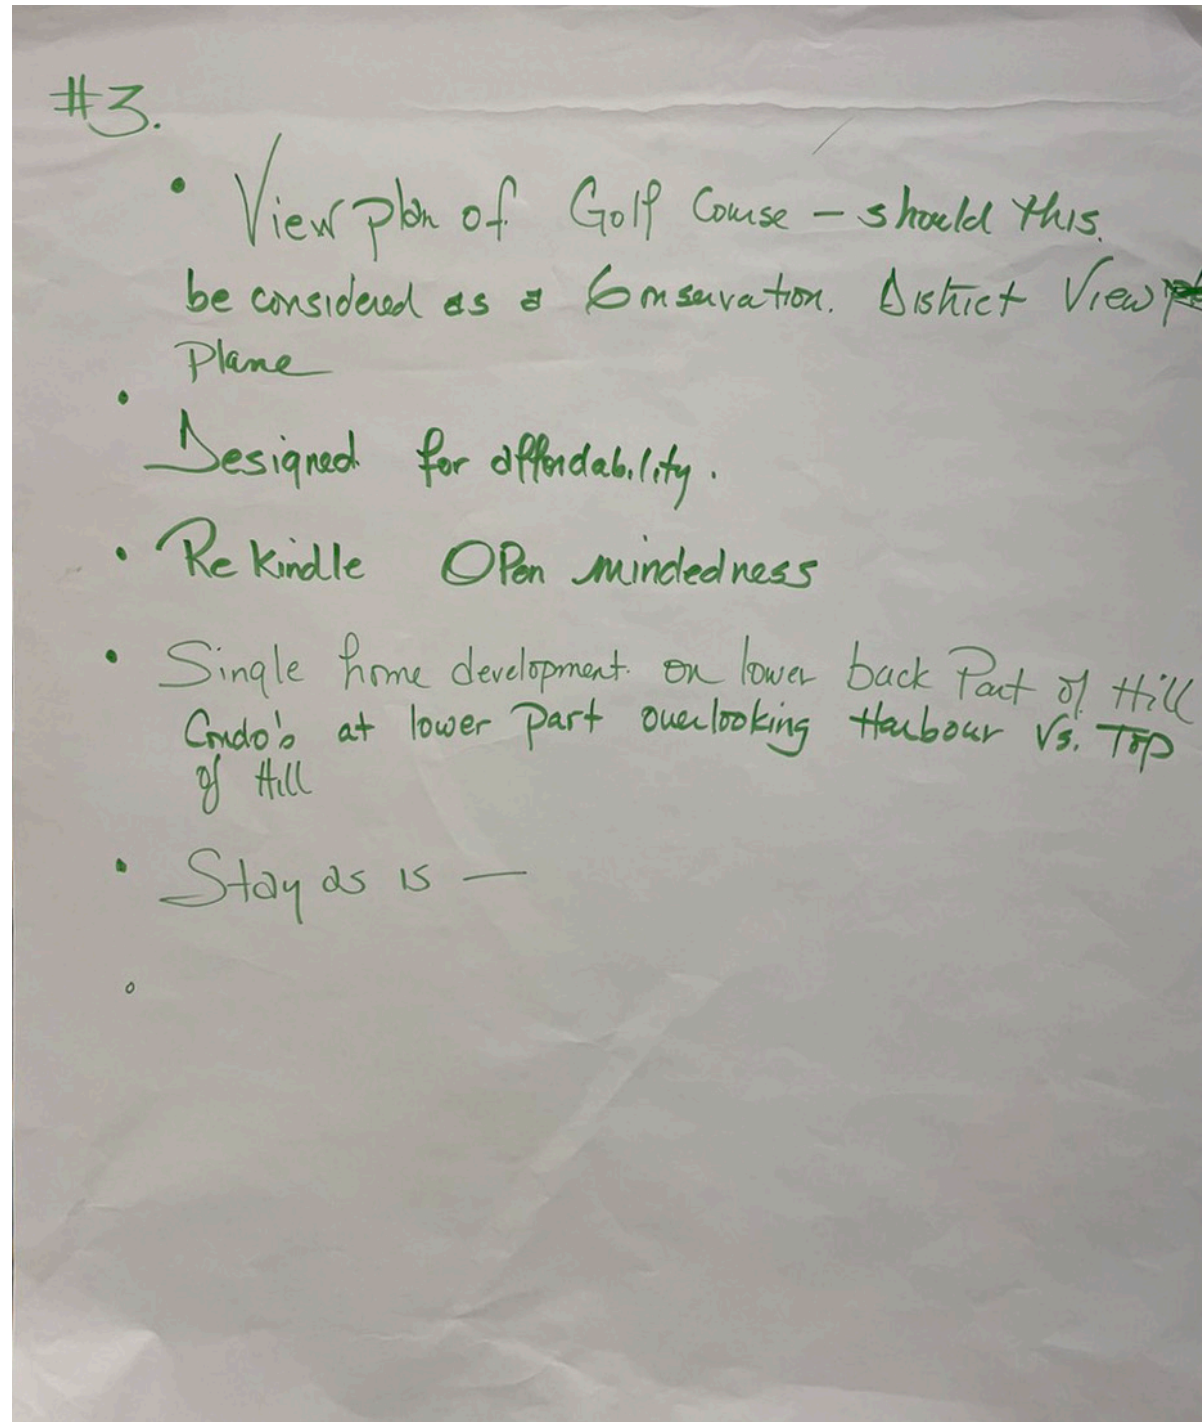 #3.
• View plan of Golf Course – should this.
be considered as a Conservation. District View
Plane
•
Designed for affordability.
• Rekindle Open mindedness
• Single home development. on lower back Part of Hill
Condo's at lower part overlooking Harbour Vs. Top
of Hill
• Stay as is —